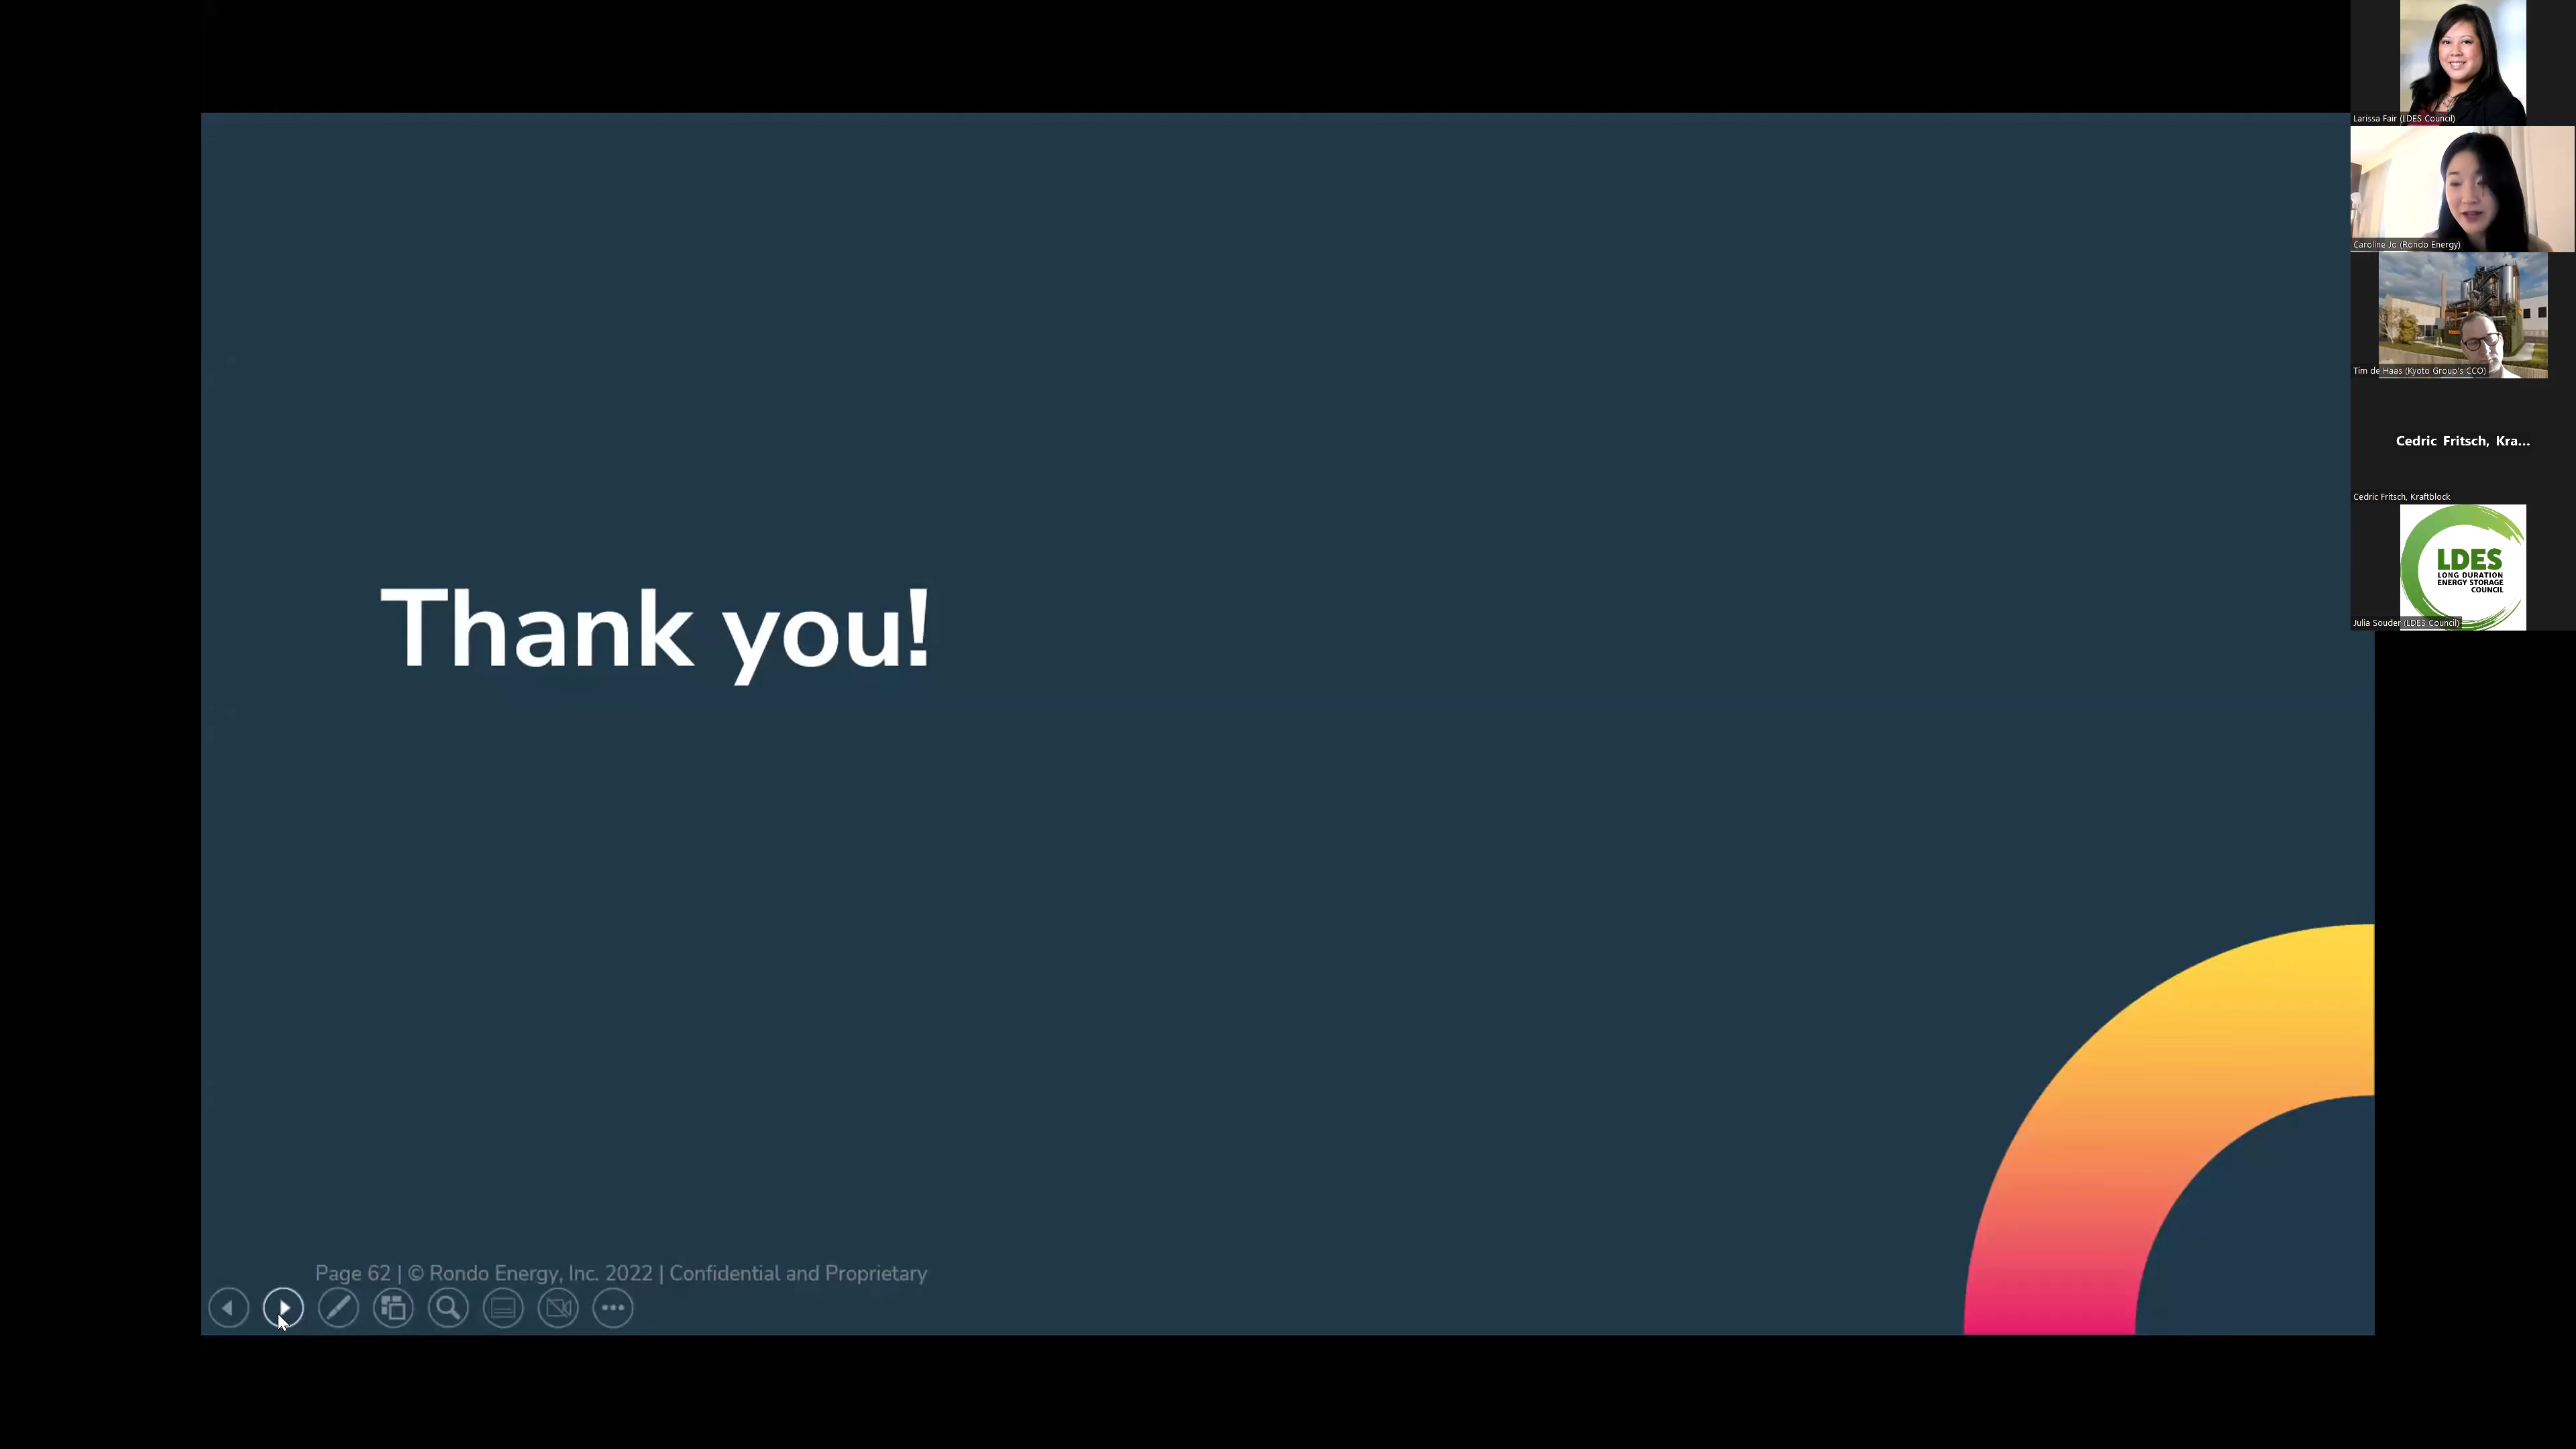 Thank you!
Page 62 | © Rondo Energy, Inc. 2022 | Confidential and Proprietary
Larissa Fair (LDES Council)
Caroline Jo (Rondo Energy)
Tim de Haas (Kyoto Group's CCO)
Cedric Fritsch, Kra...
Cedric Fritsch, Kraftblock
LDES
LONG DURATION
ENERGY STORAGE
COUNCIL
Julia Souder (LDES Council)